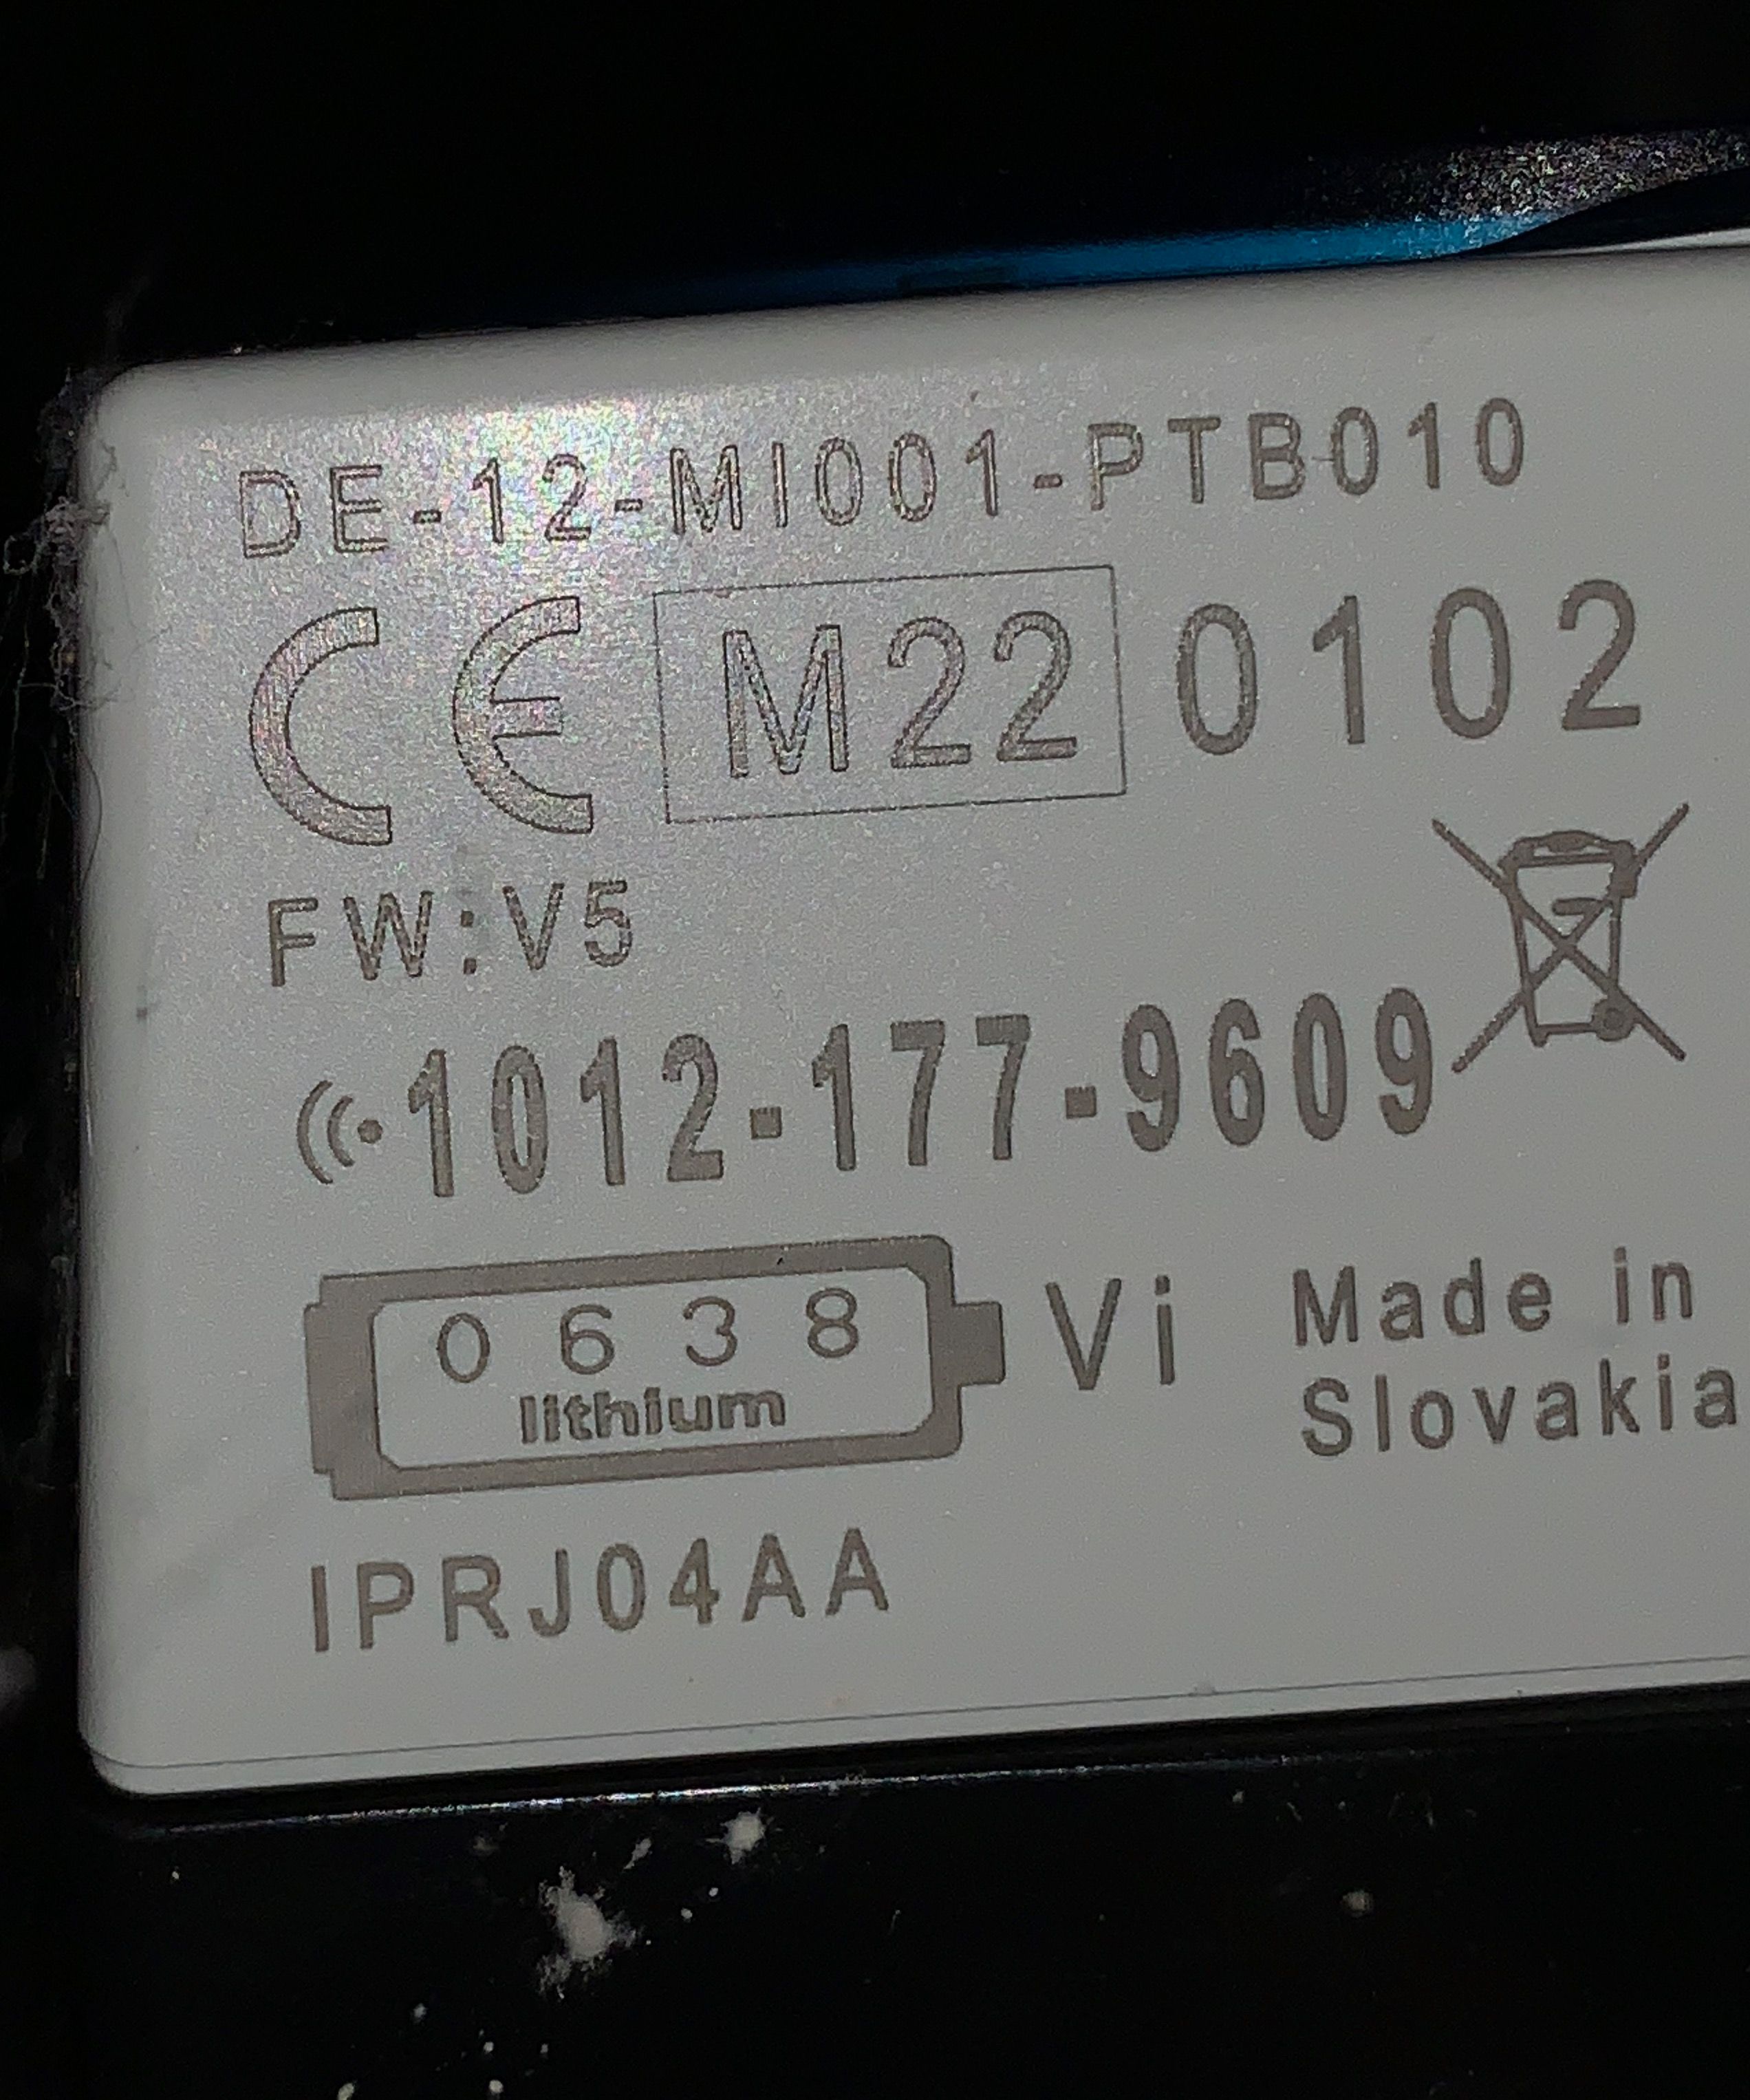 DE-12-MI001-PTB010
CE M22 0102
FW:V5
1012-177-9609
0638
lithium
Vi
Made in
Slovakia
IPRJ04AA